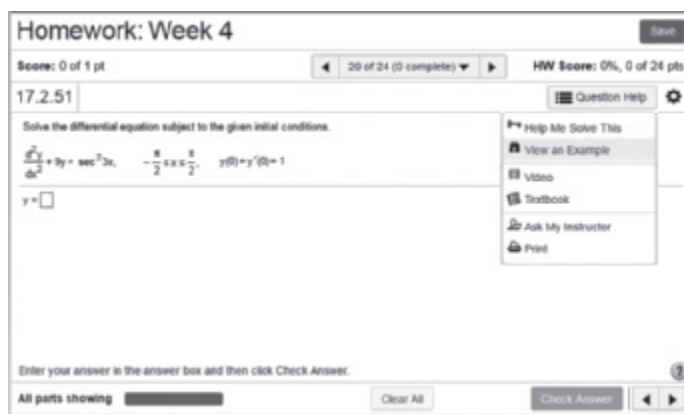 Homework: Week 4
Save
Score: 0 of 1 pt
20 of 24 (0 complete)
HW Score: 0%, 0 of 24 pts
17.2.51
Question Help
Solve the differential equation subject to the given initial conditions.
d²y/dx² + 9y = sec² 3x, -π/2 ≤ x ≤ π/2, y(0) = y′(0) = 1
y =
Help Me Solve This
View an Example
Video
Textbook
Ask My Instructor
Print
Enter your answer in the answer box and then click Check Answer.
?
All parts showing
Clear All
Check Answer